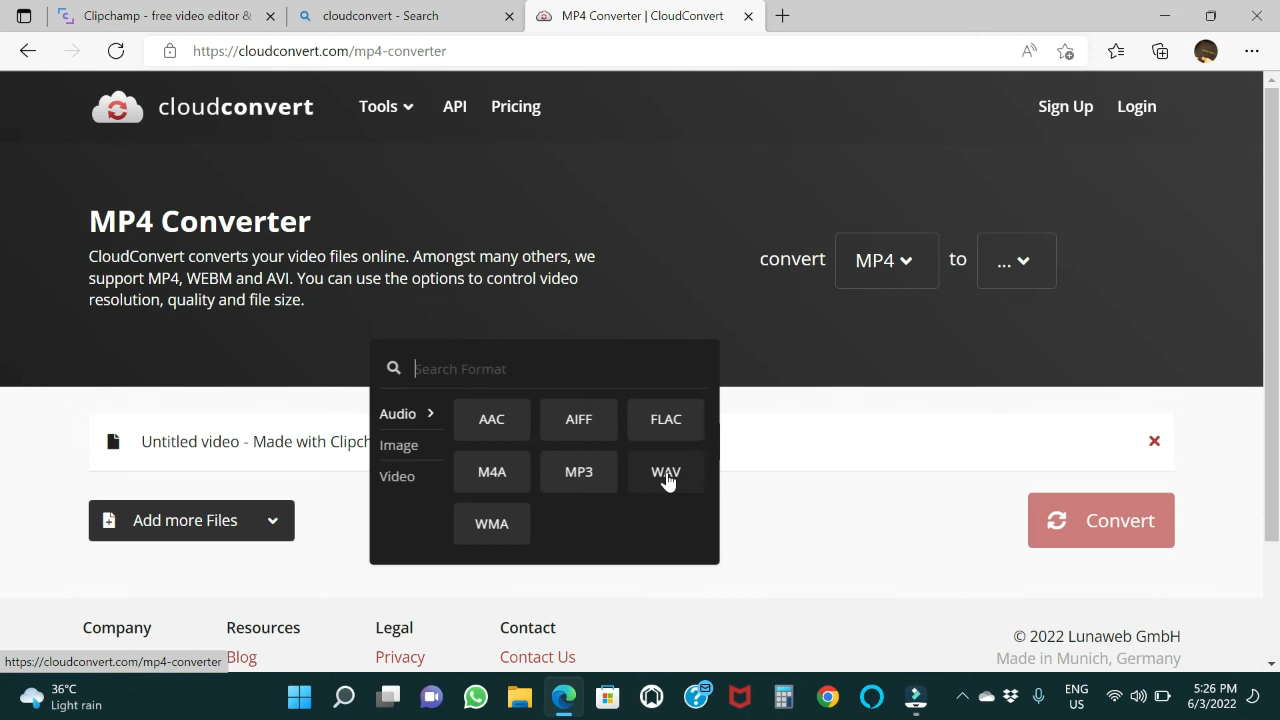 Clipchamp - free video editor &
cloudconvert - Search
MP4 Converter | CloudConvert
https://cloudconvert.com/mp4-converter
cloudconvert
Tools
API
Pricing
Sign Up
Login
MP4 Converter
CloudConvert converts your video files online. Amongst many others, we
support MP4, WEBM and AVI. You can use the options to control video
resolution, quality and file size.
convert
MP4
to
...
Search Format
Audio
Image
Video
AAC
AIFF
FLAC
M4A
MP3
WAV
WMA
Untitled video - Made with Clipch
Add more Files
Convert
Company
Resources
Legal
Contact
Blog
Privacy
Contact Us
© 2022 Lunaweb GmbH
Made in Munich, Germany
https://cloudconvert.com/mp4-converter
36°C
Light rain
ENG
US
5:26 PM
6/3/2022